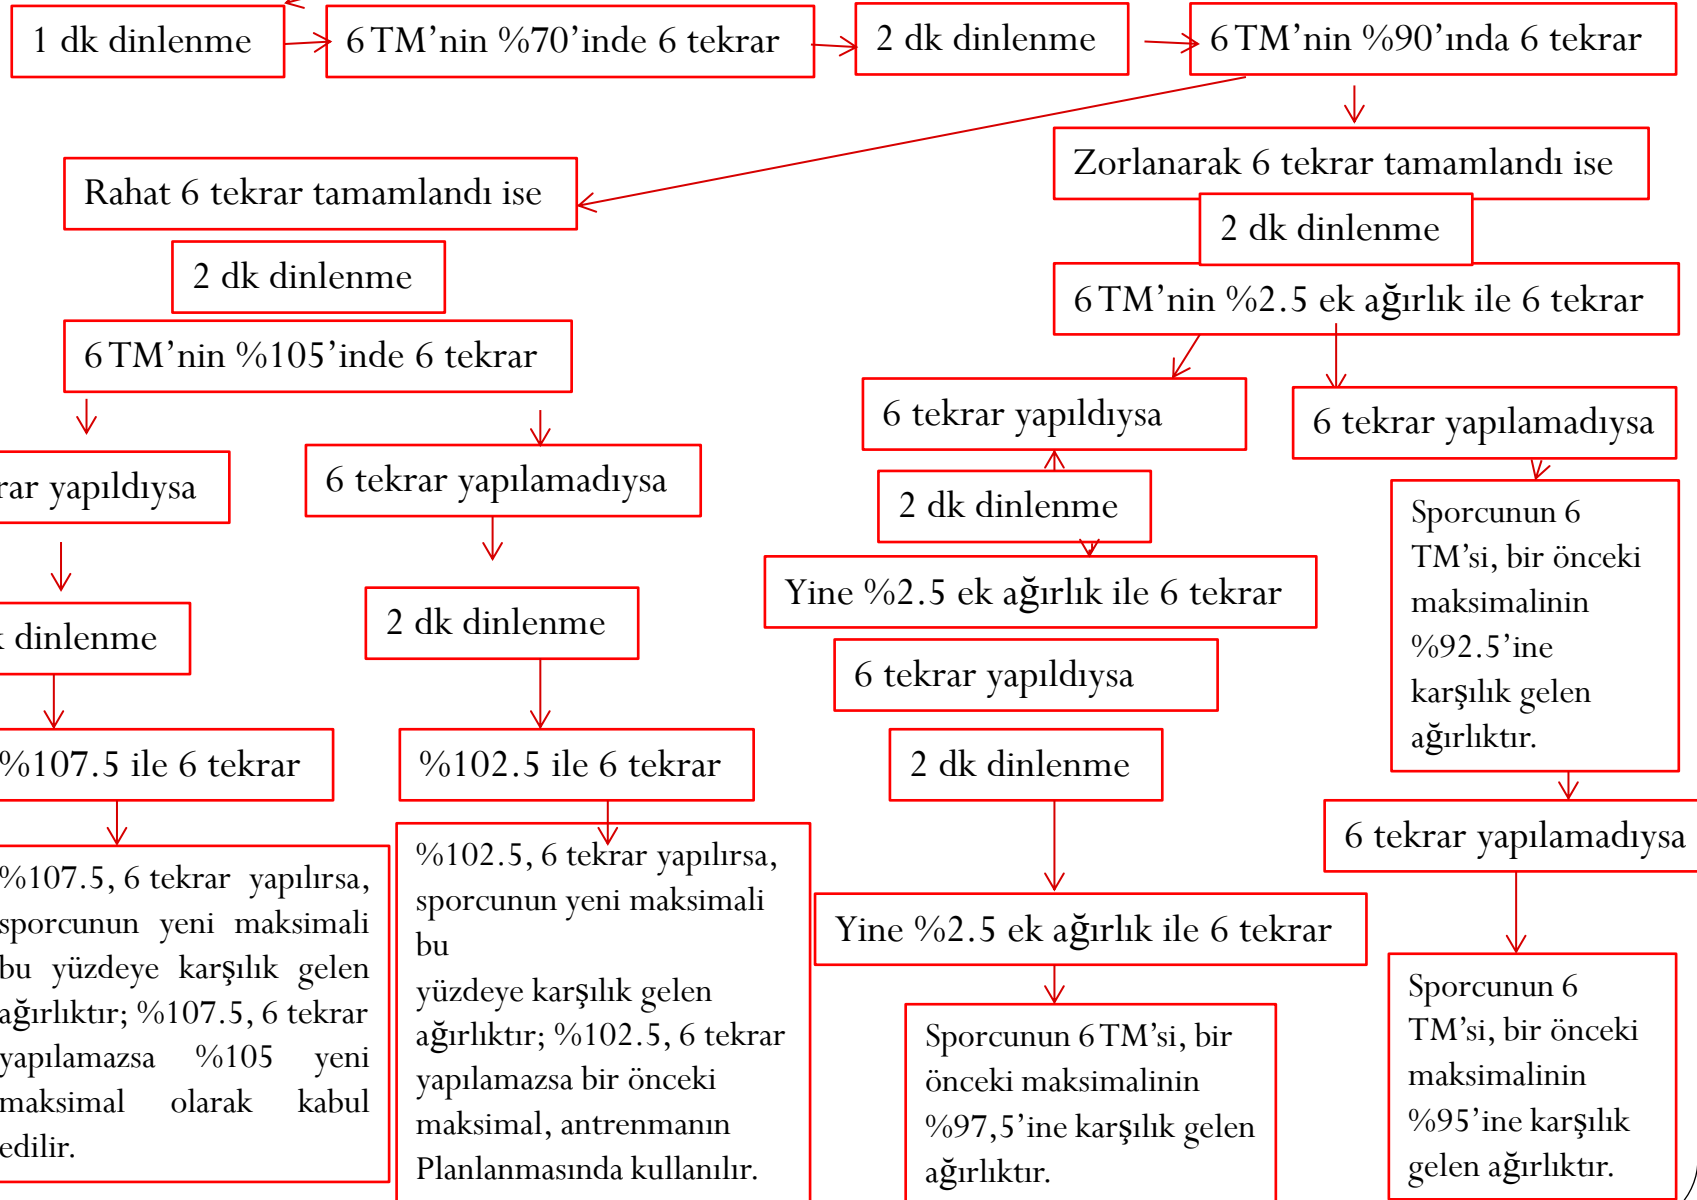 1 dk dinlenme
6 TM’nin %70’inde 6 tekrar
2 dk dinlenme
6 TM’nin %90’ında 6 tekrar
Rahat 6 tekrar tamamlandı ise
2 dk dinlenme
6 TM’nin %105’inde 6 tekrar
rar yapıldıysa
6 tekrar yapılamadıysa
k dinlenme
2 dk dinlenme
%107.5 ile 6 tekrar
%102.5 ile 6 tekrar
%107.5, 6 tekrar yapılırsa,
sporcunun yeni maksimali
bu yüzdeye karşılık gelen
ağırlıktır; %107.5, 6 tekrar
yapılamazsa %105 yeni
maksimal olarak kabul
edilir.
%102.5, 6 tekrar yapılırsa,
sporcunun yeni maksimali
bu
yüzdeye karşılık gelen
ağırlıktır; %102.5, 6 tekrar
yapılamazsa bir önceki
maksimal, antrenmanın
Planlanmasında kullanılır.
Zorlanarak 6 tekrar tamamlandı ise
2 dk dinlenme
6 TM’nin %2.5 ek ağırlık ile 6 tekrar
6 tekrar yapıldıysa
2 dk dinlenme
Yine %2.5 ek ağırlık ile 6 tekrar
6 tekrar yapıldıysa
2 dk dinlenme
Yine %2.5 ek ağırlık ile 6 tekrar
Sporcunun 6 TM’si, bir
önceki maksimalinin
%97,5’ine karşılık gelen
ağırlıktır.
6 tekrar yapılamadıysa
Sporcunun 6
TM’si, bir önceki
maksimalinin
%92.5’ine
karşılık gelen
ağırlıktır.
6 tekrar yapılamadıysa
Sporcunun 6
TM’si, bir önceki
maksimalinin
%95’ine karşılık
gelen ağırlıktır.